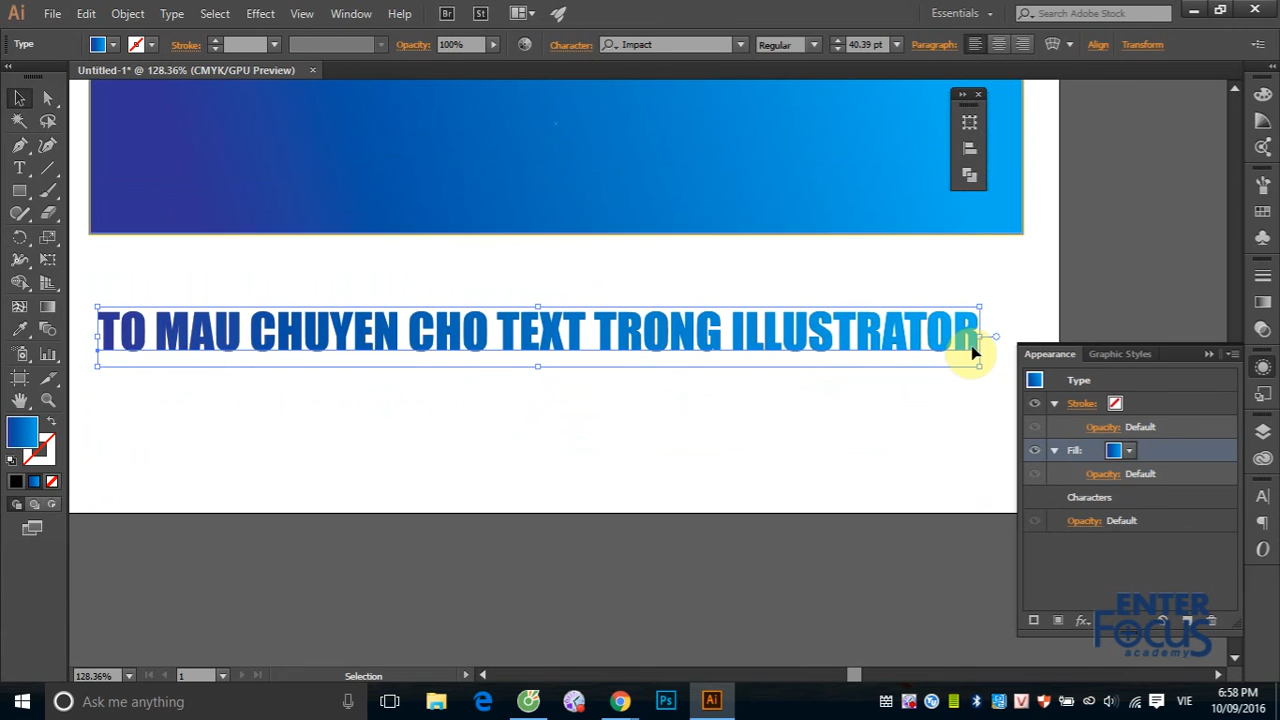 Ai File Edit Object Type Select Effect View Window Help Br St Essentials Search Adobe Stock
Type Stroke: Opacity: 100% Character: Impact Regular 40.39 pt Paragraph: Align Transform
Untitled-1* @ 128.36% (CMYK/GPU Preview)
TO MAU CHUYEN CHO TEXT TRONG ILLUSTRATOR
Appearance Graphic Styles
Type
Stroke:
Opacity: Default
Fill:
Opacity: Default
Characters
Opacity: Default
fx
ENTER
FOCUS
academy
128.36% 1 Selection
Ask me anything Ps Ai VIE 6:58 PM
10/09/2016